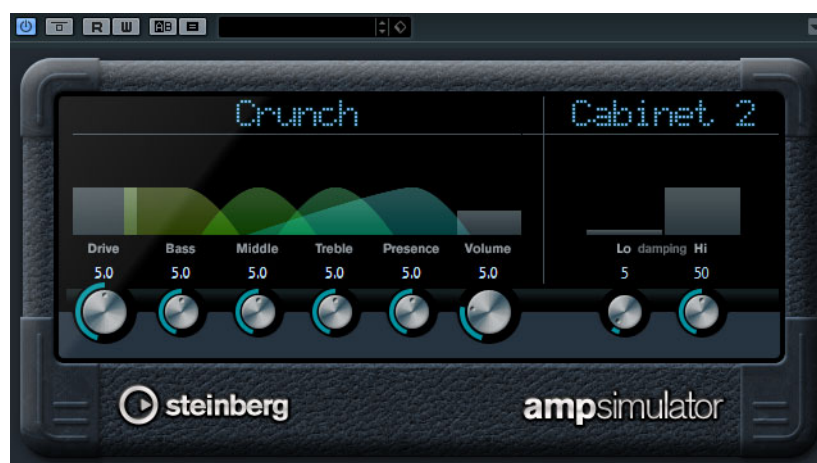 R W AB
Crunch Cabinet 2
Drive Bass Middle Treble Presence Volume Lo damping Hi
5.0 5.0 5.0 5.0 5.0 5.0 5 50
steinberg ampsimulator